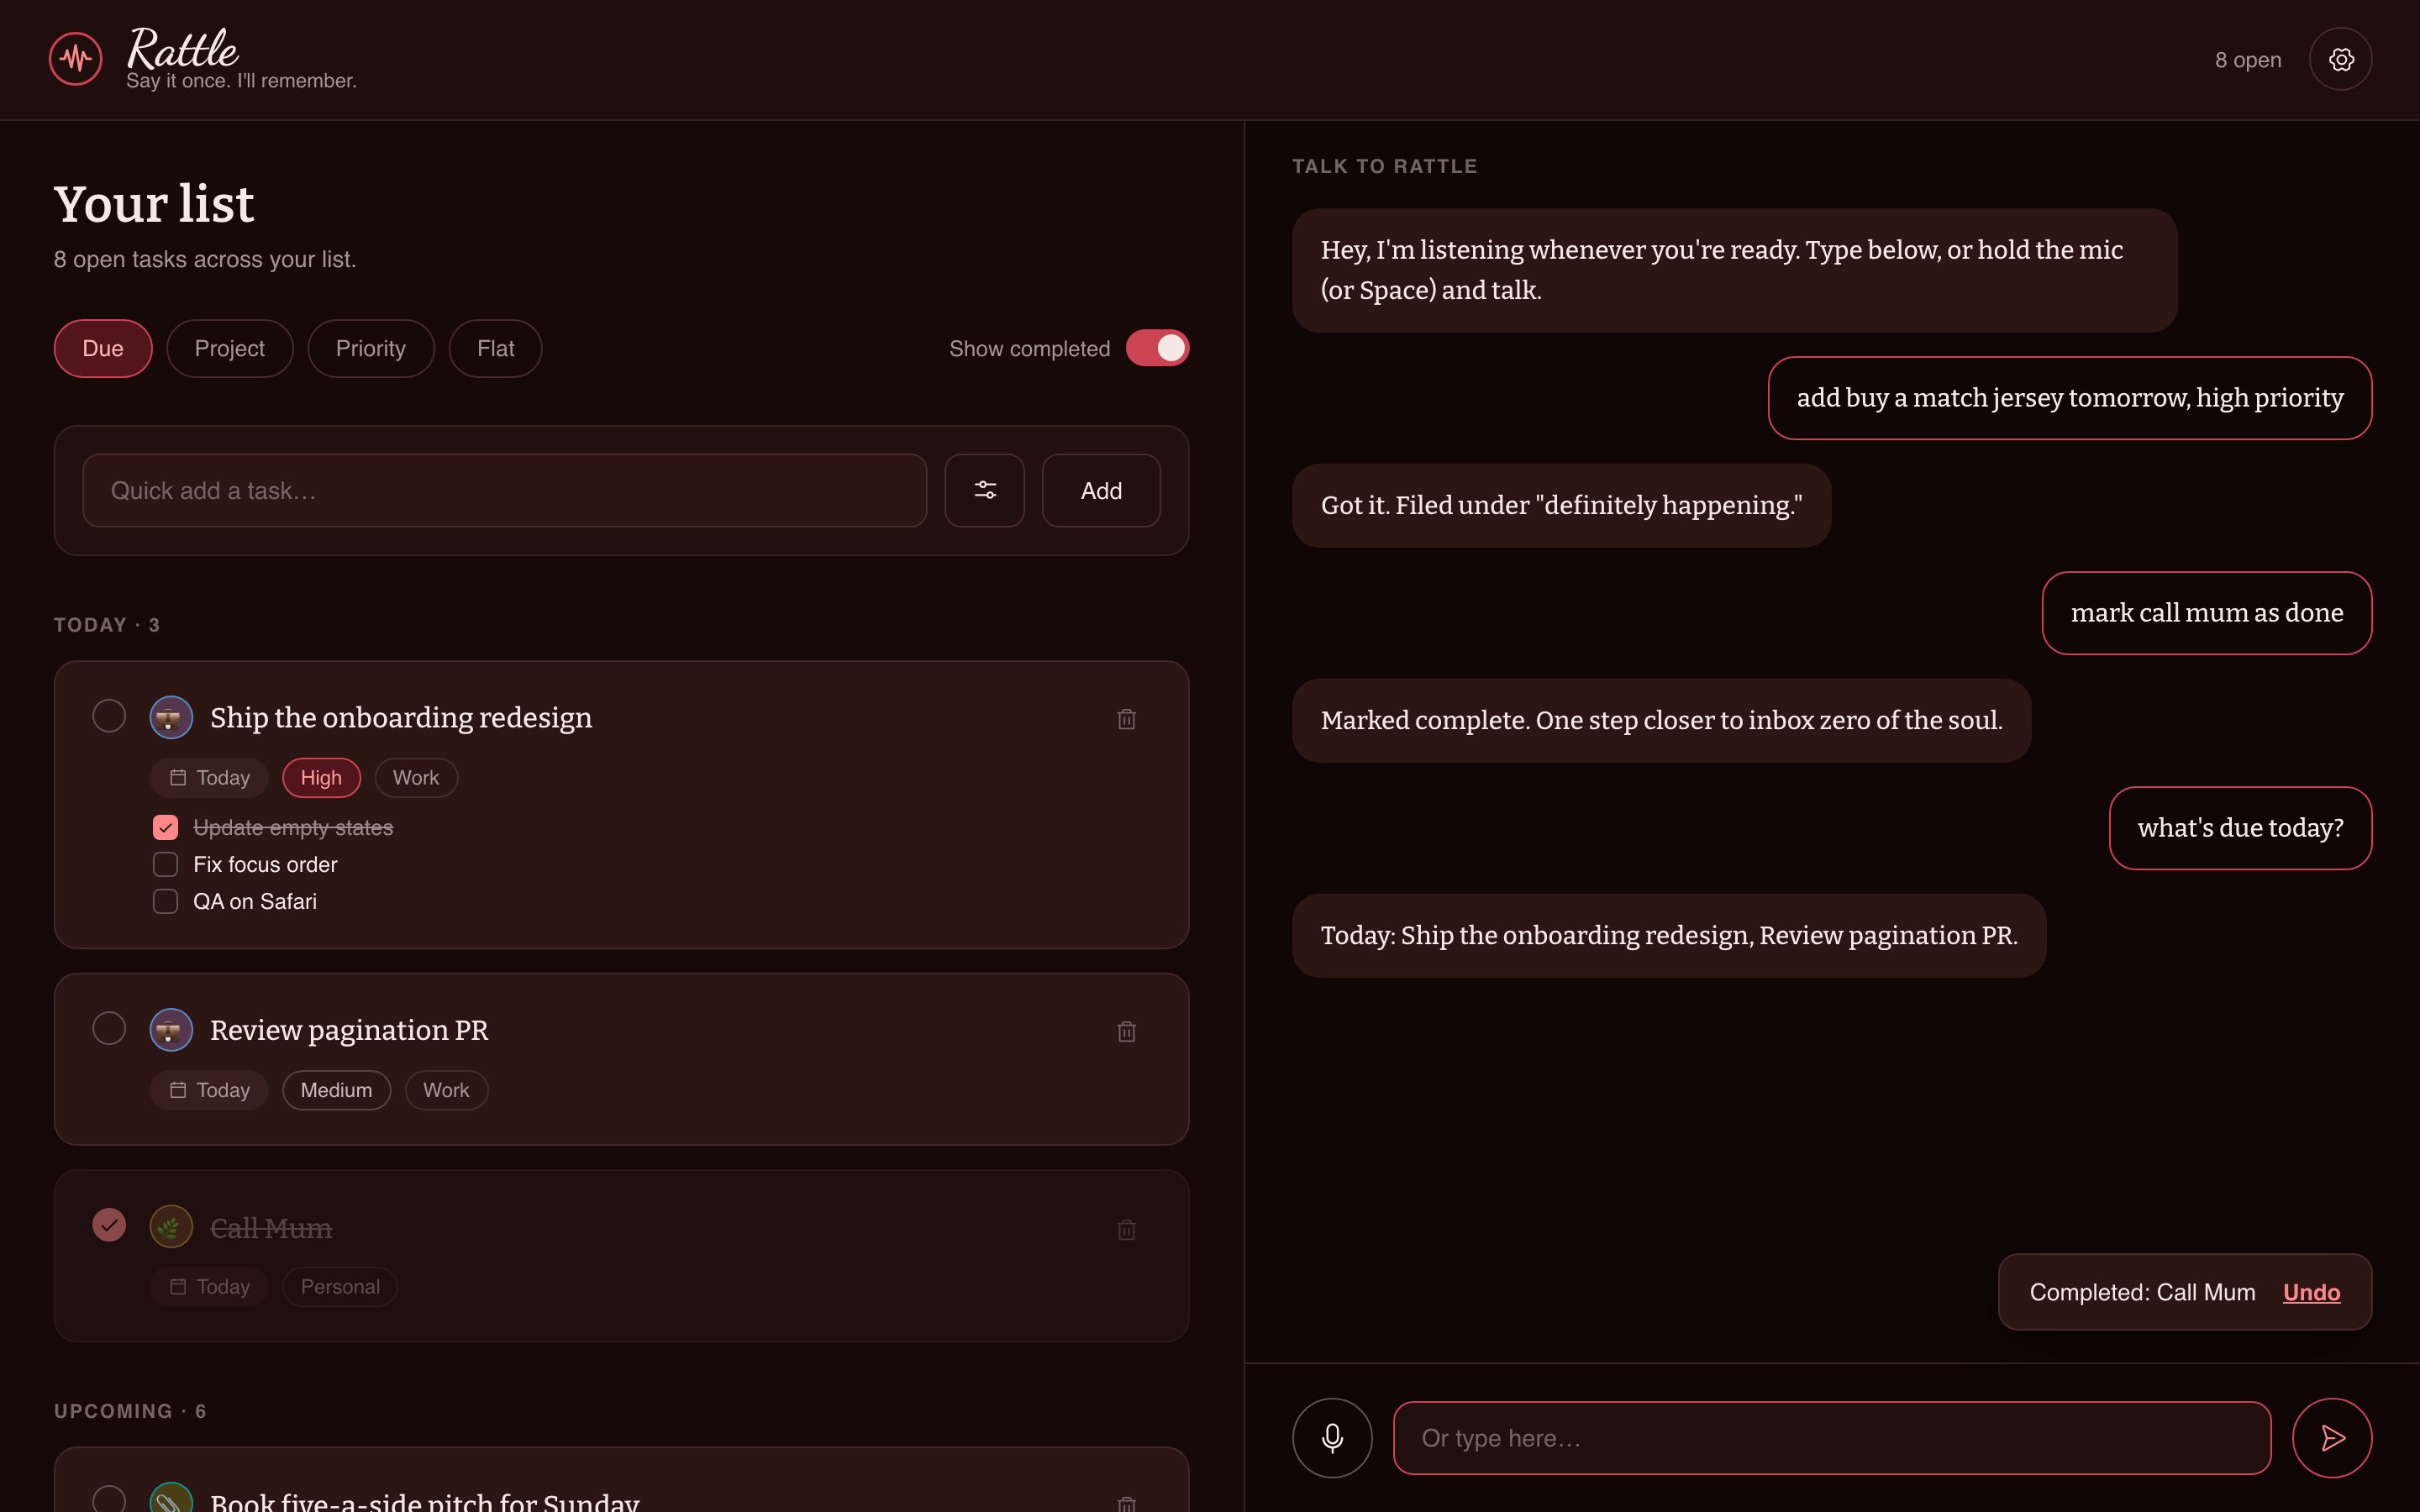 Rattle
Say it once. I'll remember.
8 open
Your list
8 open tasks across your list.
Due
Project
Priority
Flat
Show completed
Quick add a task…
Add
TODAY · 3
Ship the onboarding redesign
Today
High
Work
Update empty states
Fix focus order
QA on Safari
Review pagination PR
Today
Medium
Work
Call Mum
Today
Personal
UPCOMING · 6
Book five-a-side pitch for Sunday
TALK TO RATTLE
Hey, I'm listening whenever you're ready. Type below, or hold the mic
(or Space) and talk.
add buy a match jersey tomorrow, high priority
Got it. Filed under "definitely happening."
mark call mum as done
Marked complete. One step closer to inbox zero of the soul.
what's due today?
Today: Ship the onboarding redesign, Review pagination PR.
Completed: Call Mum Undo
Or type here…